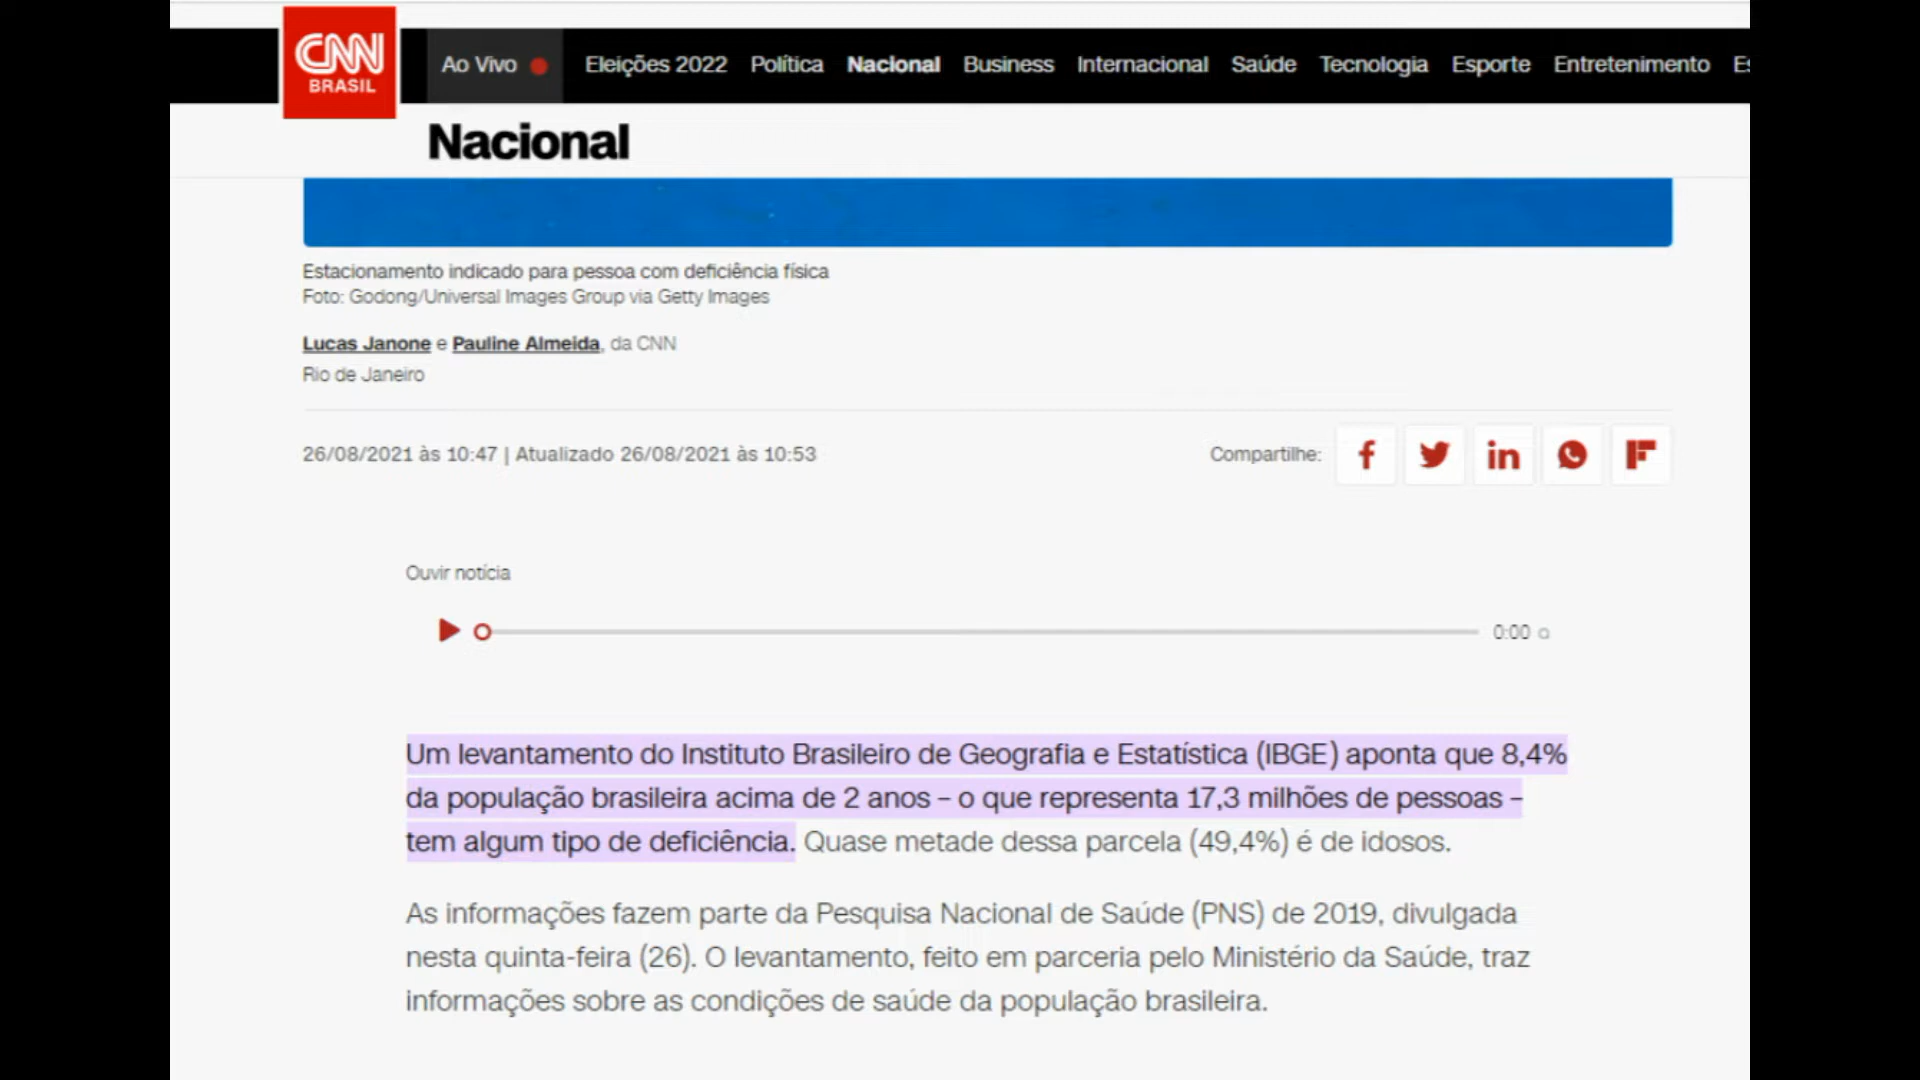 CNN
BRASIL
Ao Vivo
Eleições 2022
Política
Nacional
Business
Internacional
Saúde
Tecnologia
Esporte
Entretenimento
Es
Nacional
Estacionamento indicado para pessoa com deficiência física
Foto: Godong/Universal Images Group via Getty Images
Lucas Janone e Pauline Almeida, da CNN
Rio de Janeiro
26/08/2021 às 10:47 | Atualizado 26/08/2021 às 10:53
Compartilhe:
Ouvir notícia
0:00
Um levantamento do Instituto Brasileiro de Geografia e Estatística (IBGE) aponta que 8,4%
da população brasileira acima de 2 anos – o que representa 17,3 milhões de pessoas –
tem algum tipo de deficiência. Quase metade dessa parcela (49,4%) é de idosos.
As informações fazem parte da Pesquisa Nacional de Saúde (PNS) de 2019, divulgada
nesta quinta-feira (26). O levantamento, feito em parceria pelo Ministério da Saúde, traz
informações sobre as condições de saúde da população brasileira.